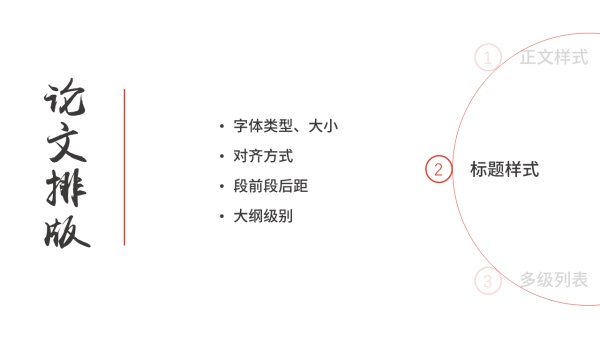 论文排版
• 字体类型、大小
• 对齐方式
• 段前段后距
• 大纲级别
1 正文样式
2 标题样式
3 多级列表